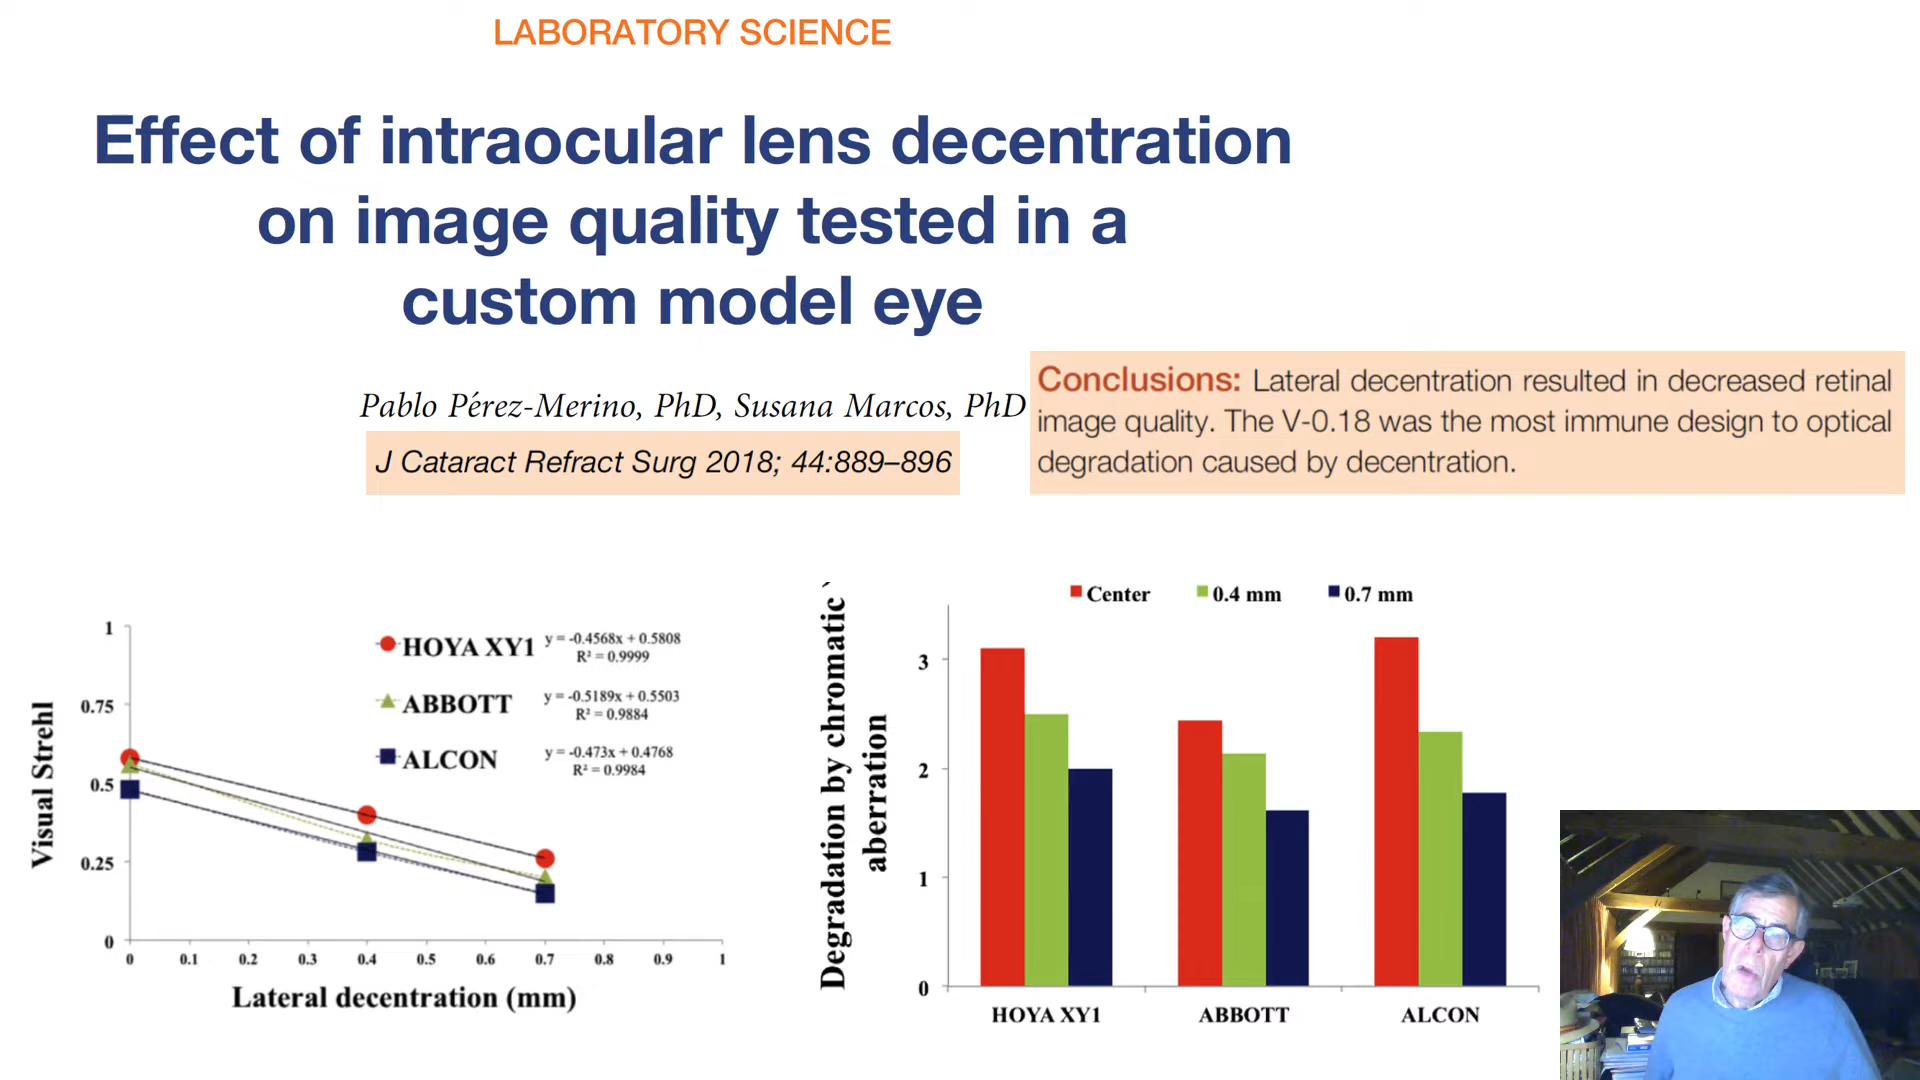 LABORATORY SCIENCE
Effect of intraocular lens decentration
on image quality tested in a
custom model eye
Pablo Pérez-Merino, PhD, Susana Marcos, PhD
J Cataract Refract Surg 2018; 44:889–896
Conclusions: Lateral decentration resulted in decreased retinal
image quality. The V-0.18 was the most immune design to optical
degradation caused by decentration.
Visual Strehl
1
0.75
0.5
0.25
0
HOYA XY1
y = -0.4568x + 0.5808
R² = 0.9999
ABBOTT
y = -0.5189x + 0.5503
R² = 0.9884
ALCON
y = -0.473x + 0.4768
R² = 0.9984
0 0.1 0.2 0.3 0.4 0.5 0.6 0.7 0.8 0.9 1
Lateral decentration (mm)
Degradation by chromatic
aberration
Center 0.4 mm 0.7 mm
3
2
1
0
HOYA XY1 ABBOTT ALCON